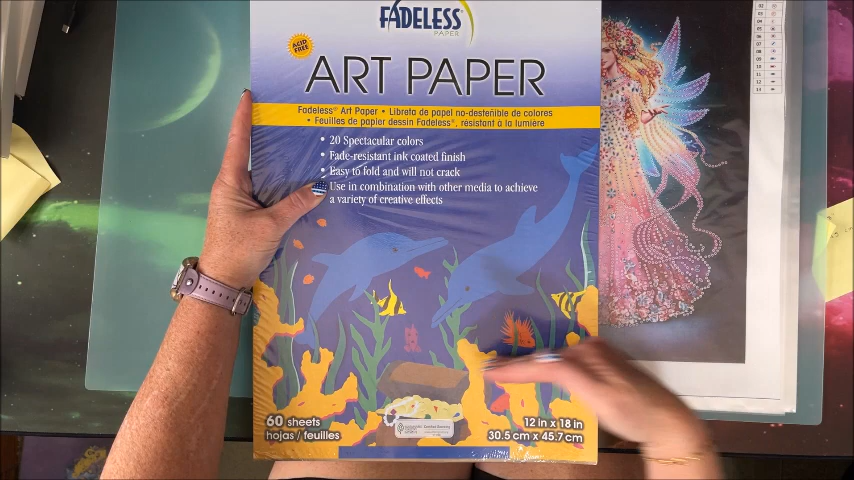 FADELESS®
PAPER
ACID
FREE
ART PAPER
Fadeless® Art Paper • Libreta de papel no-desteñible de colores
• Feuilles de papier dessin Fadeless®, résistant à la lumière
• 20 Spectacular colors
• Fade-resistant ink coated finish
• Easy to fold and will not crack
Use in combination with other media to achieve
a variety of creative effects
60 sheets
hojas / feuilles
12 in x 18 in
30.5 cm x 45.7 cm